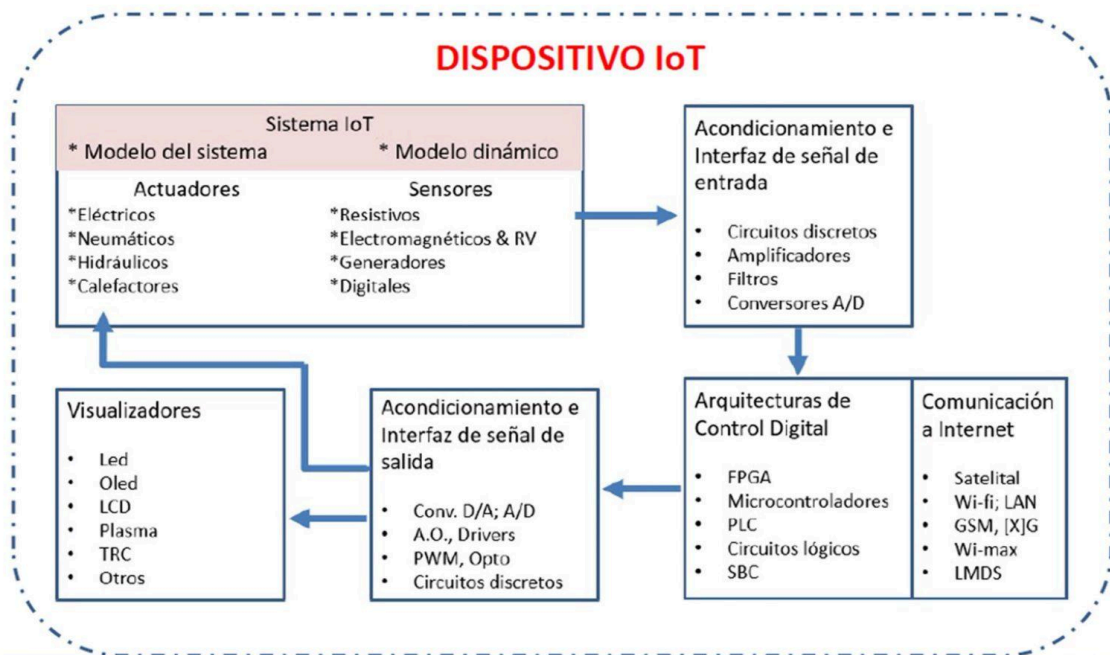 DISPOSITIVO IoT
Sistema IoT
* Modelo del sistema * Modelo dinámico
Actuadores
*Eléctricos
*Neumáticos
*Hidráulicos
*Calefactores
Sensores
*Resistivos
*Electromagnéticos & RV
*Generadores
*Digitales
Acondicionamiento e
Interfaz de señal de
entrada
• Circuitos discretos
• Amplificadores
• Filtros
• Conversores A/D
Visualizadores
• Led
• Oled
• LCD
• Plasma
• TRC
• Otros
Acondicionamiento e
Interfaz de señal de
salida
• Conv. D/A; A/D
• A.O., Drivers
• PWM, Opto
• Circuitos discretos
Arquitecturas de
Control Digital
• FPGA
• Microcontroladores
• PLC
• Circuitos lógicos
• SBC
Comunicación
a Internet
• Satelital
• Wi-fi; LAN
• GSM, [X]G
• Wi-max
• LMDS